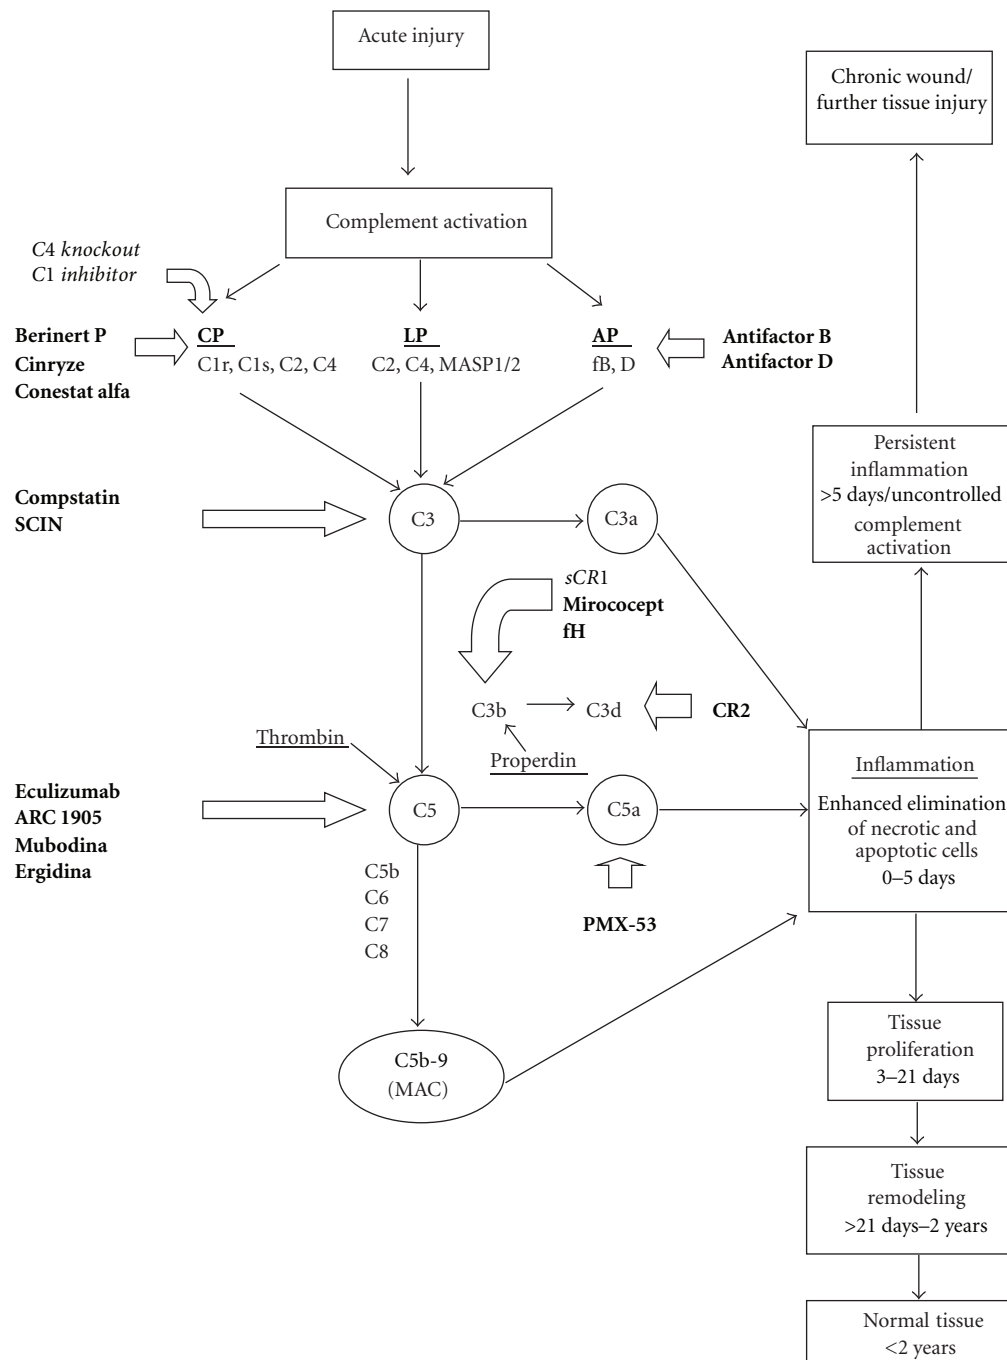 Acute injury
Chronic wound/
further tissue injury
Complement activation
C4 knockout
C1 inhibitor
Berinert P
Cinryze
Conestat alfa
CP
C1r, C1s, C2, C4
LP
C2, C4, MASP1/2
AP
fB, D
Antifactor B
Antifactor D
Persistent
inflammation
>5 days/uncontrolled
complement
activation
Compstatin
SCIN
C3
C3a
sCR1
Mirococept
fH
C3b
C3d
CR2
Thrombin
Properdin
Eculizumab
ARC 1905
Mubodina
Ergidina
C5
C5a
Inflammation
Enhanced elimination
of necrotic and
apoptotic cells
0–5 days
C5b
C6
C7
C8
PMX-53
C5b-9
(MAC)
Tissue
proliferation
3–21 days
Tissue
remodeling
>21 days–2 years
Normal tissue
<2 years